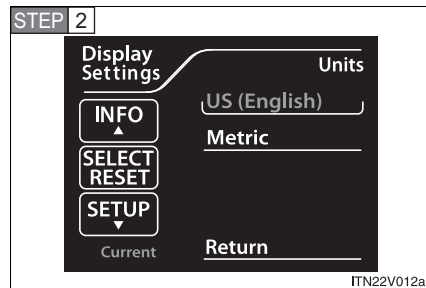 STEP 2
Display
Settings
Units
INFO
SELECT
RESET
SETUP
Current
US (English)
Metric
Return
ITN22V012a